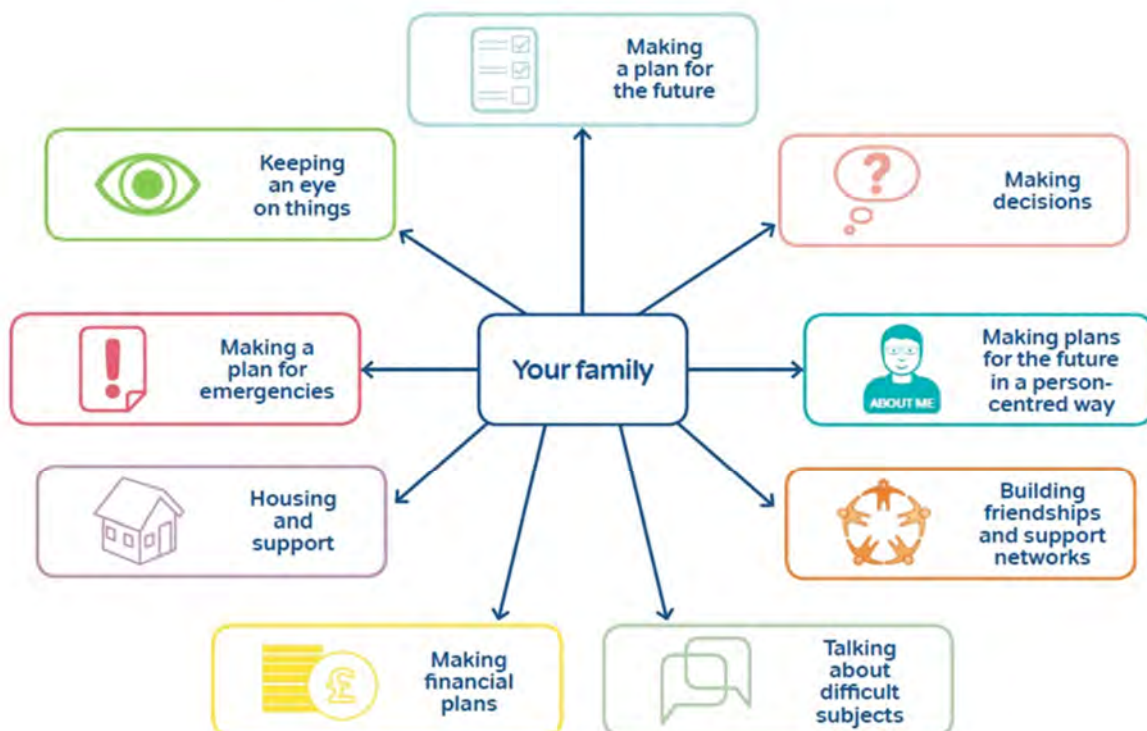 Making
a plan for
the future
Keeping
an eye
on things
?
Making
decisions
!
Making a
plan for
emergencies
Your family
ABOUT ME
Making plans
for the future
in a person-
centred way
Housing
and
support
Building
friendships
and support
networks
£
Making
financial
plans
Talking
about
difficult
subjects